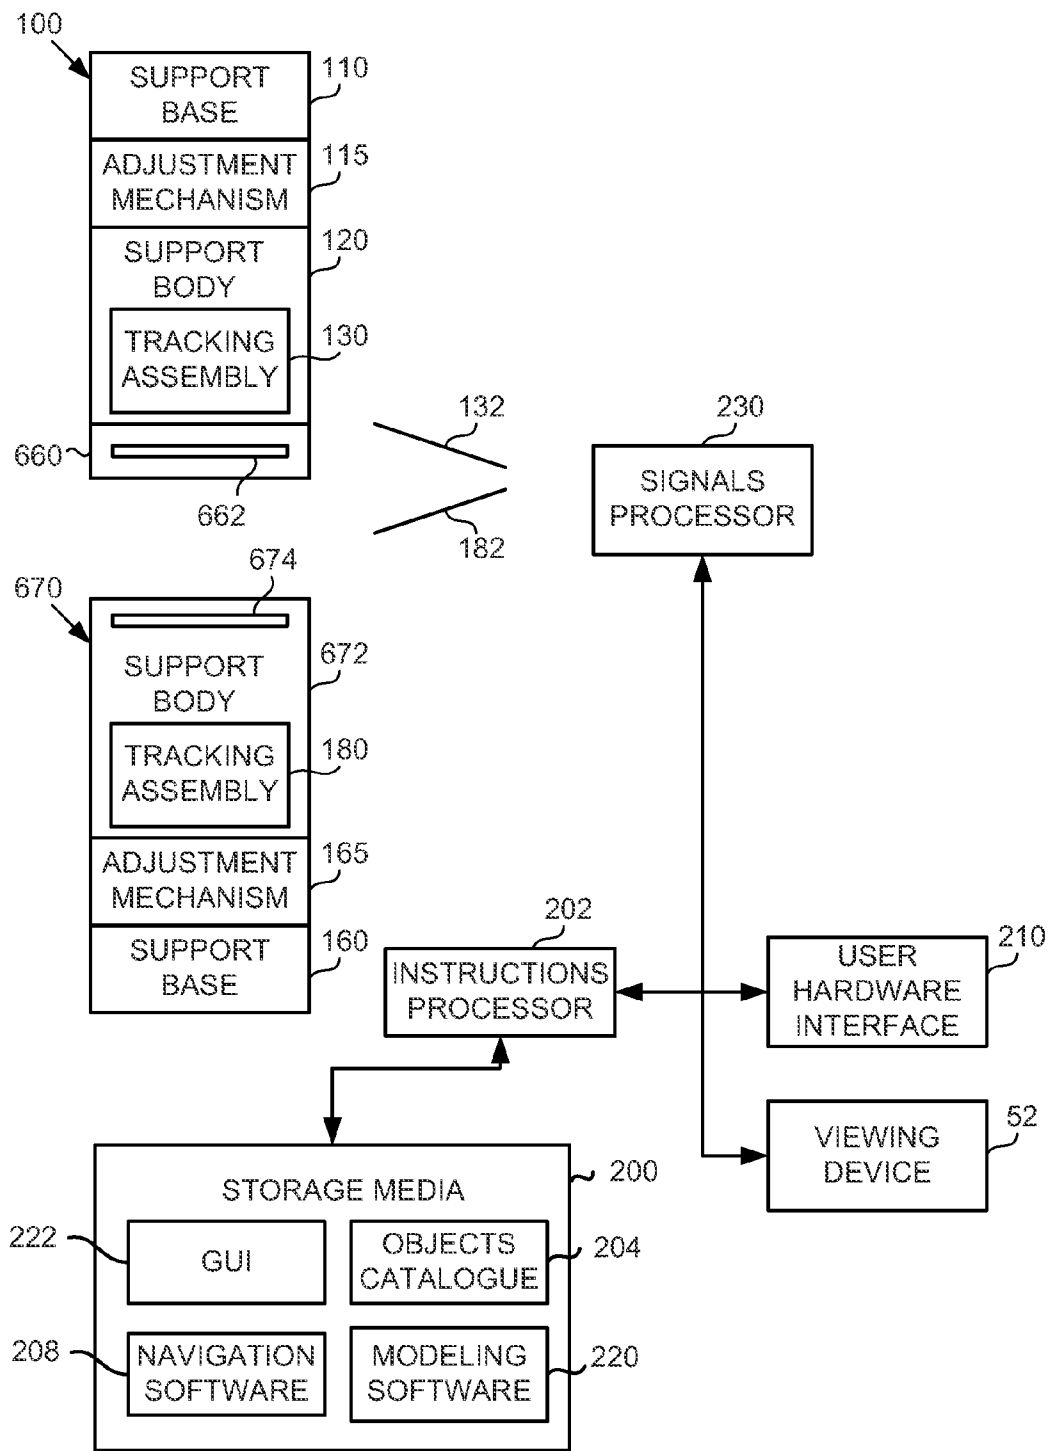 100
SUPPORT
BASE
110
ADJUSTMENT
MECHANISM
115
SUPPORT
BODY
120
TRACKING
ASSEMBLY
130
660
662
132
182
230
SIGNALS
PROCESSOR
674
670
SUPPORT
BODY
672
TRACKING
ASSEMBLY
180
ADJUSTMENT
MECHANISM
165
SUPPORT
BASE
160
202
INSTRUCTIONS
PROCESSOR
USER
HARDWARE
INTERFACE
210
VIEWING
DEVICE
52
STORAGE MEDIA
200
222
GUI
OBJECTS
CATALOGUE
204
208
NAVIGATION
SOFTWARE
MODELING
SOFTWARE
220